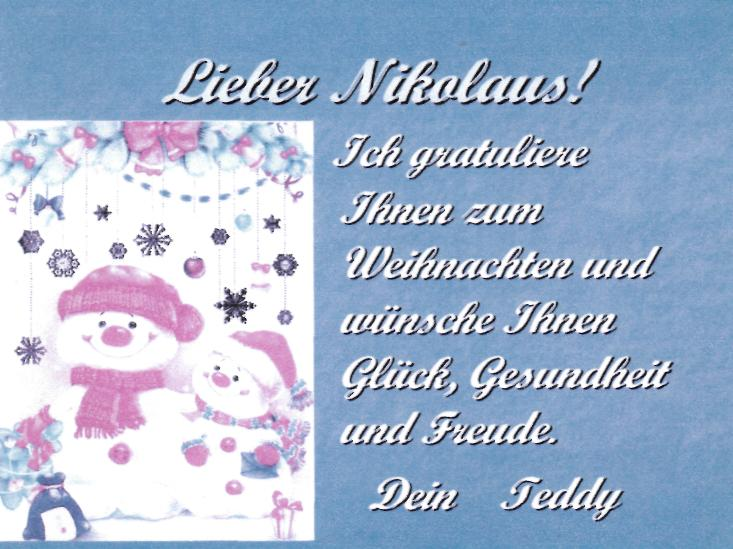 Lieber Nikolaus!
Ich gratuliere
Ihnen zum
Weihnachten und
wünsche Ihnen
Glück, Gesundheit
und Freude.
Dein Teddy